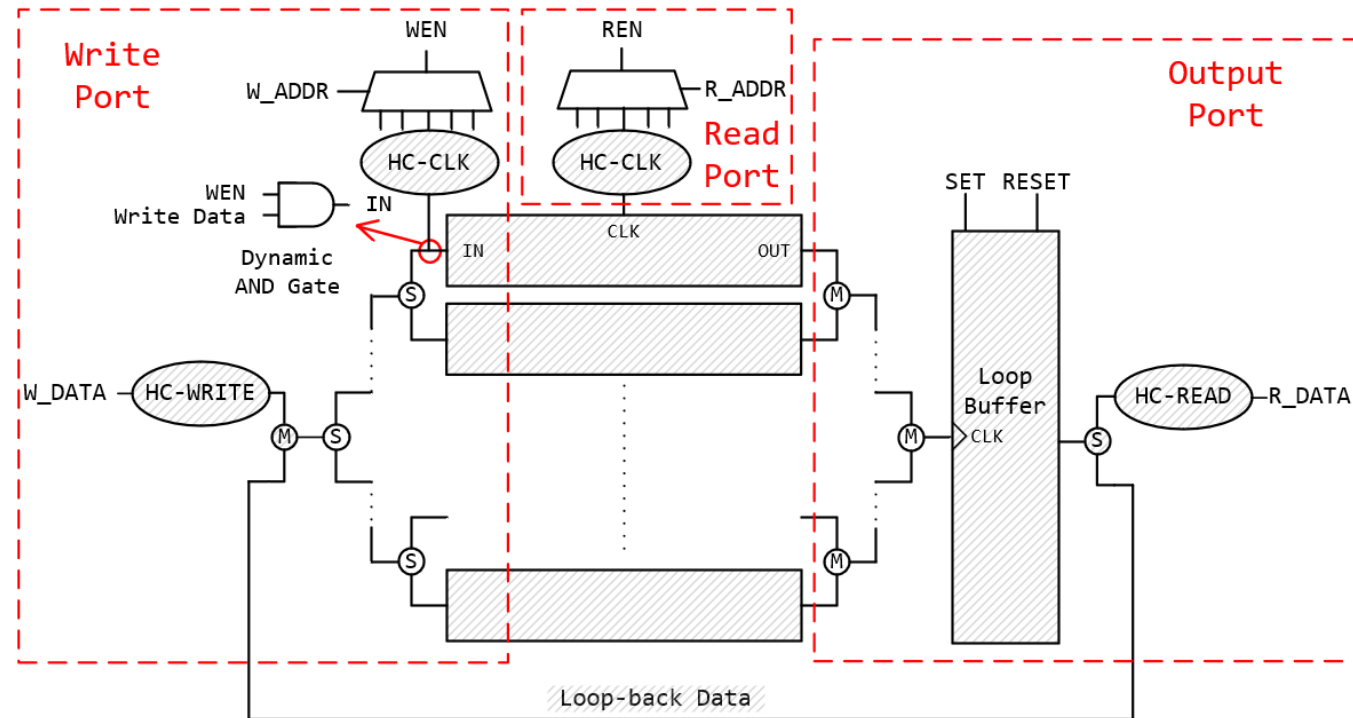 Write
Port
WEN
W_ADDR
HC-CLK
REN
R_ADDR
HC-CLK
Read
Port
Output
Port
WEN
Write Data
IN
Dynamic
AND Gate
IN
CLK
OUT
S
M
SET RESET
W_DATA
HC-WRITE
M
S
M
Loop
Buffer
CLK
S
HC-READ
R_DATA
S
M
Loop-back Data